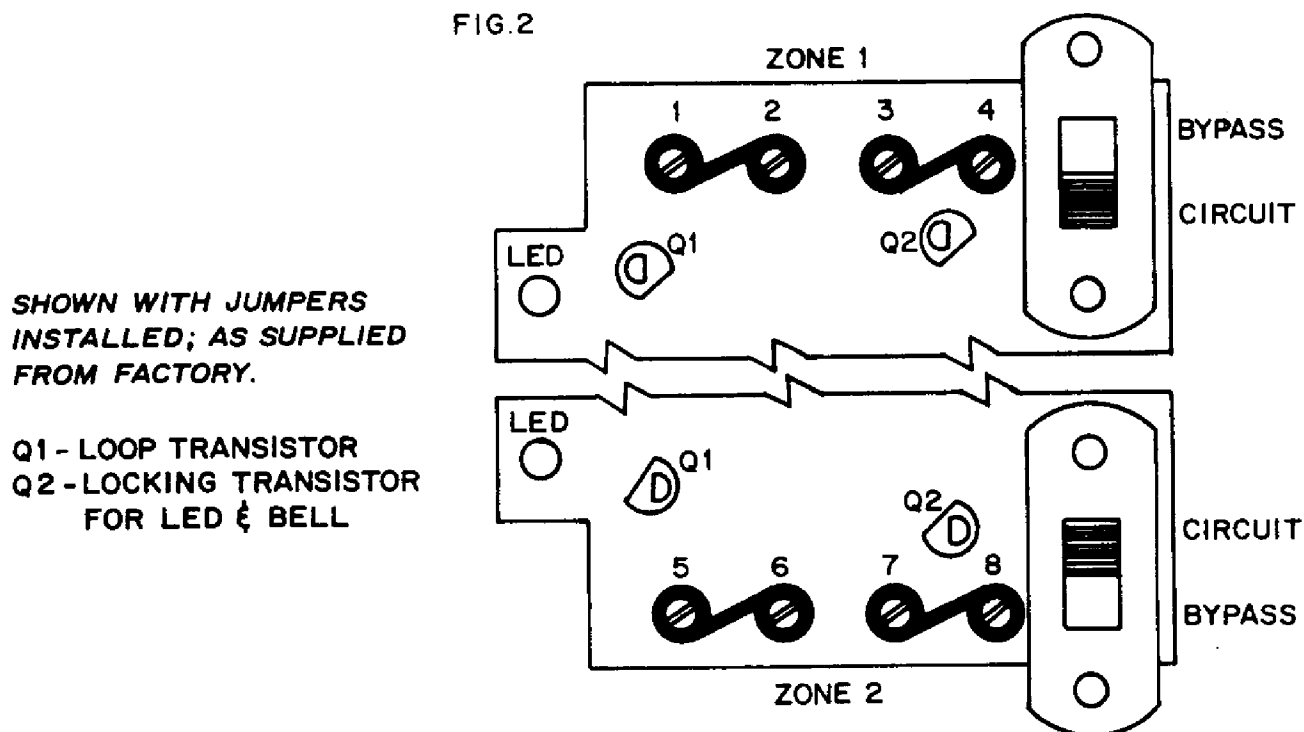 FIG.2
ZONE 1
1 2 3 4
BYPASS
CIRCUIT
Q1
Q2
LED
SHOWN WITH JUMPERS
INSTALLED; AS SUPPLIED
FROM FACTORY.
Q1 - LOOP TRANSISTOR
Q2 - LOCKING TRANSISTOR
FOR LED & BELL
LED
Q1
Q2
5 6 7 8
CIRCUIT
BYPASS
ZONE 2